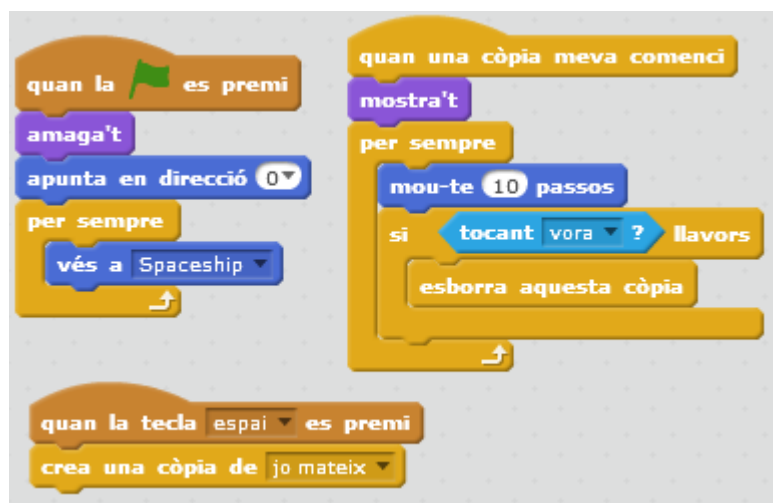 quan la es premi
amaga't
apunta en direcció 0
per sempre
vés a Spaceship
quan una còpia meva comenci
mostra't
per sempre
mou-te 10 passos
si tocant vora ? llavors
esborra aquesta còpia
quan la tecla espai es premi
crea una còpia de jo mateix